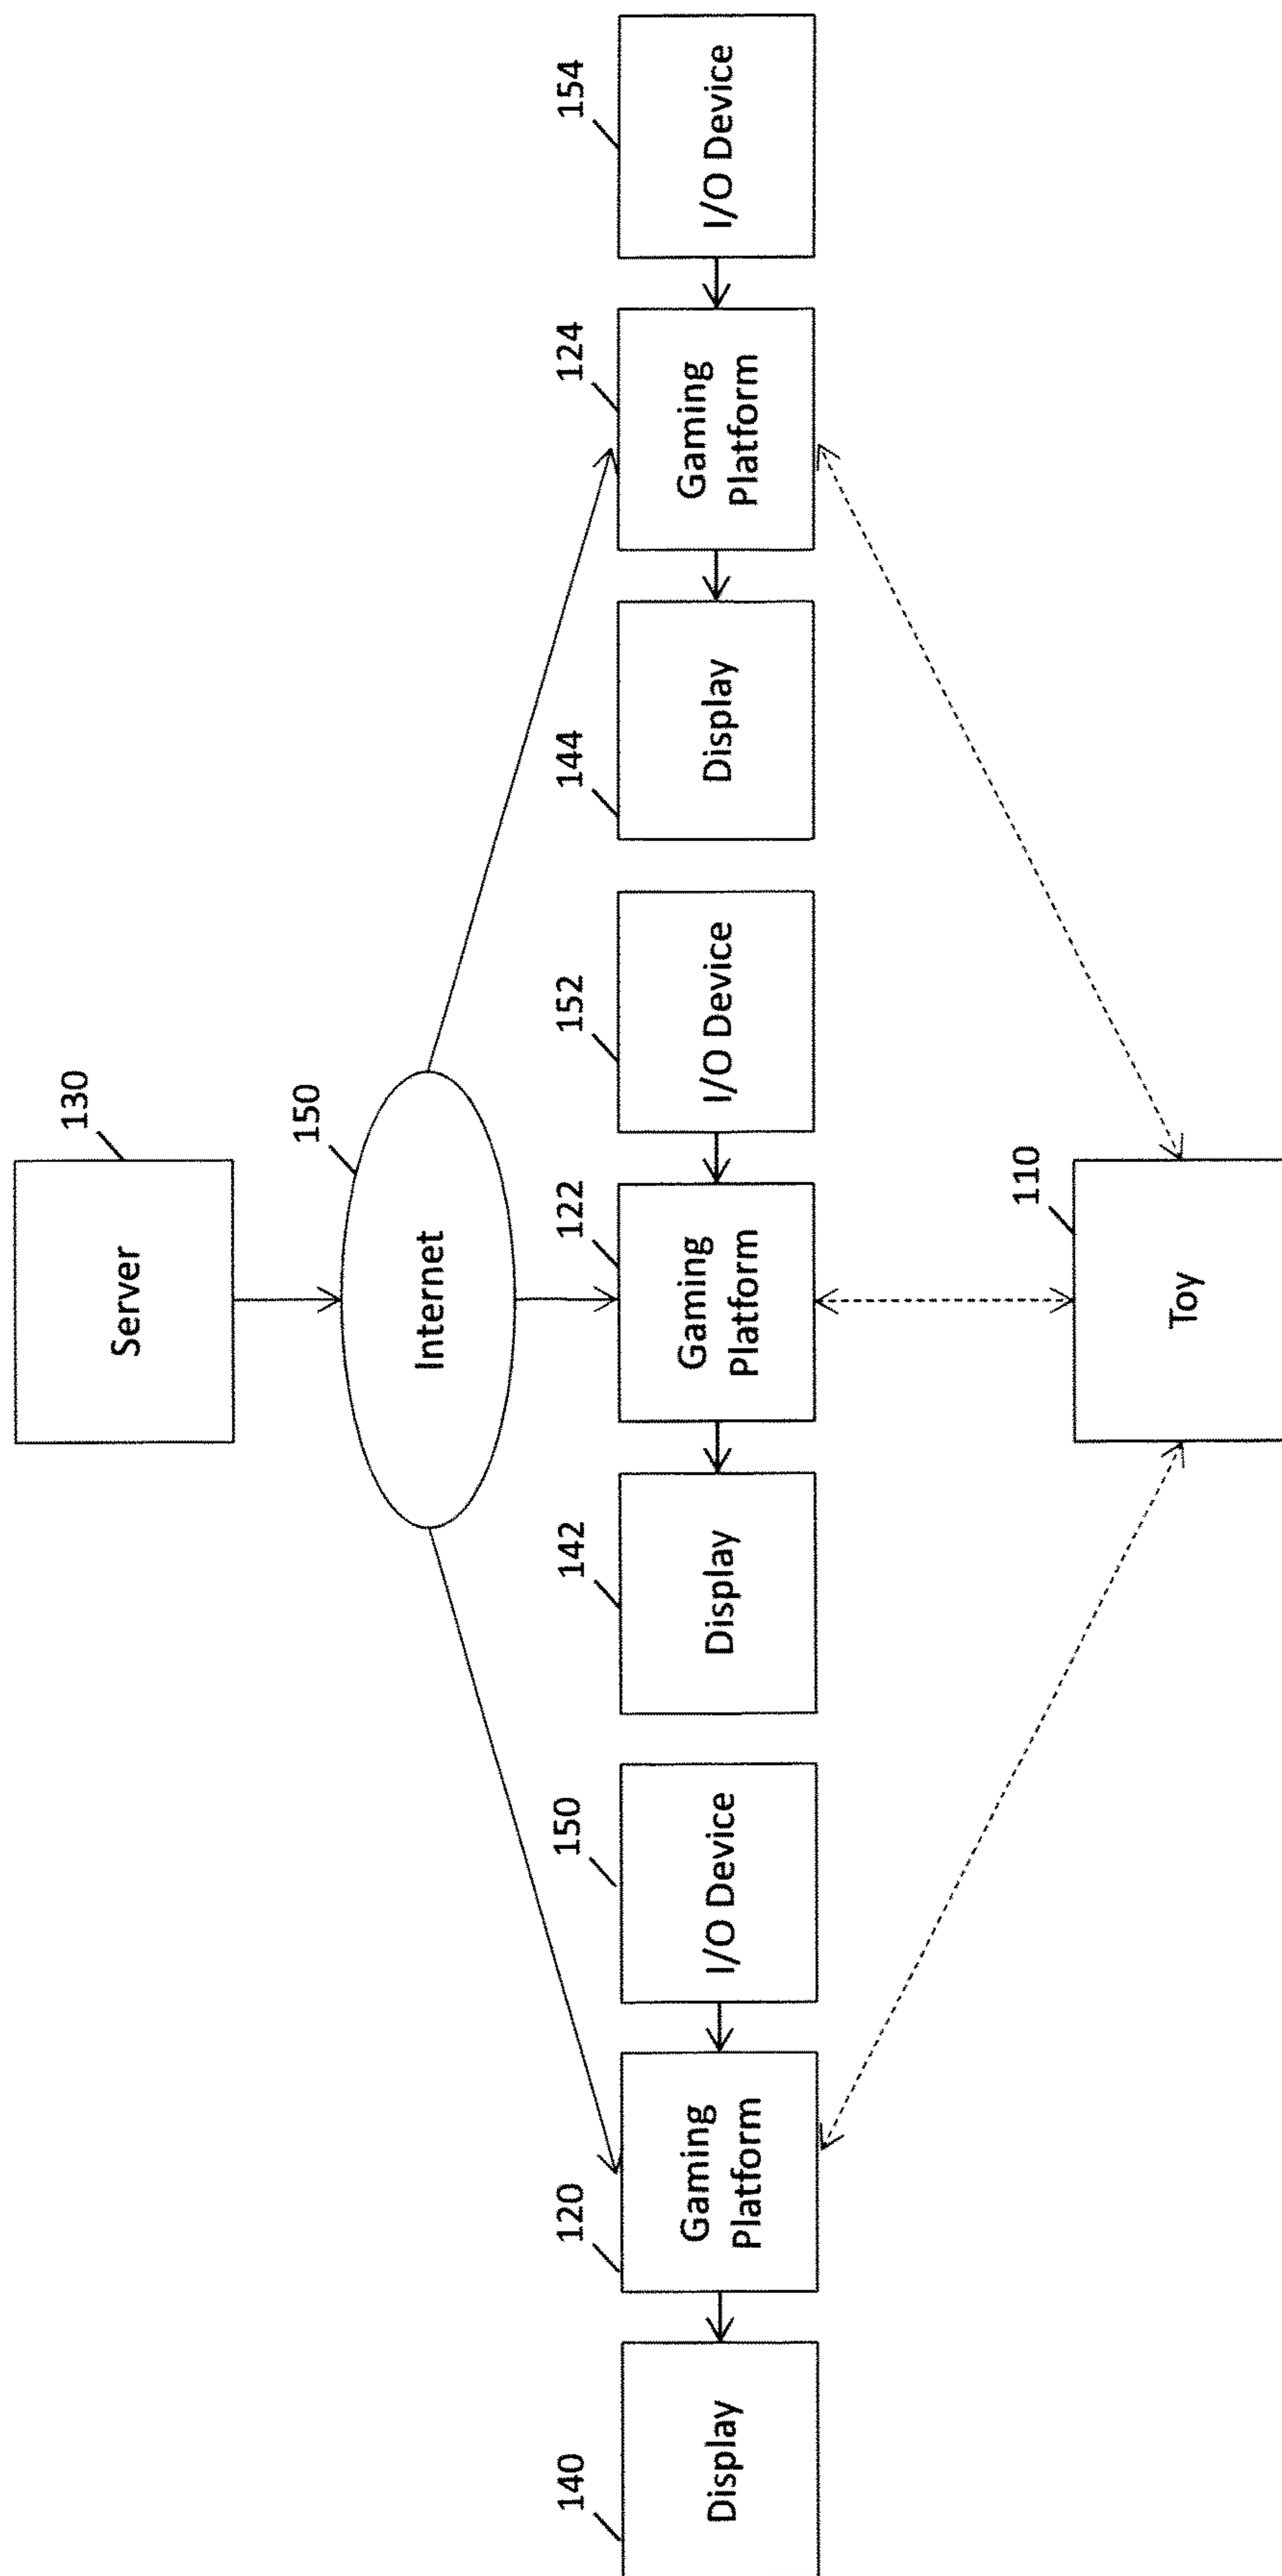 130
Server
150
Internet
140
Display
120
Gaming
Platform
150
I/O Device
142
Display
122
Gaming
Platform
152
I/O Device
144
Display
124
Gaming
Platform
154
I/O Device
110
Toy